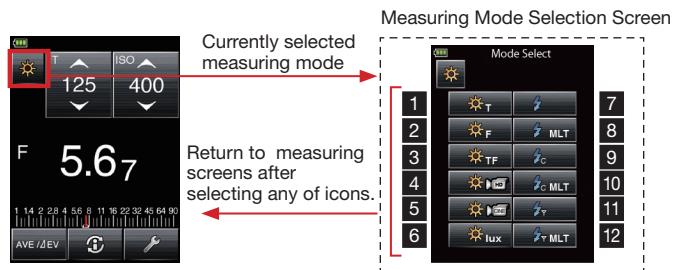 Measuring Mode Selection Screen
Currently selected
measuring mode
T
125
ISO
400
F
5.67
1 1.4 2 2.8 4 5.6 8 11 16 22 32 45 64 90
AVE/⊿EV
Return to measuring
screens after
selecting any of icons.
Mode Select
1 T 7
2 F MLT 8
3 TF C 9
4 HD C MLT 10
5 CINE 11
6 lux MLT 12